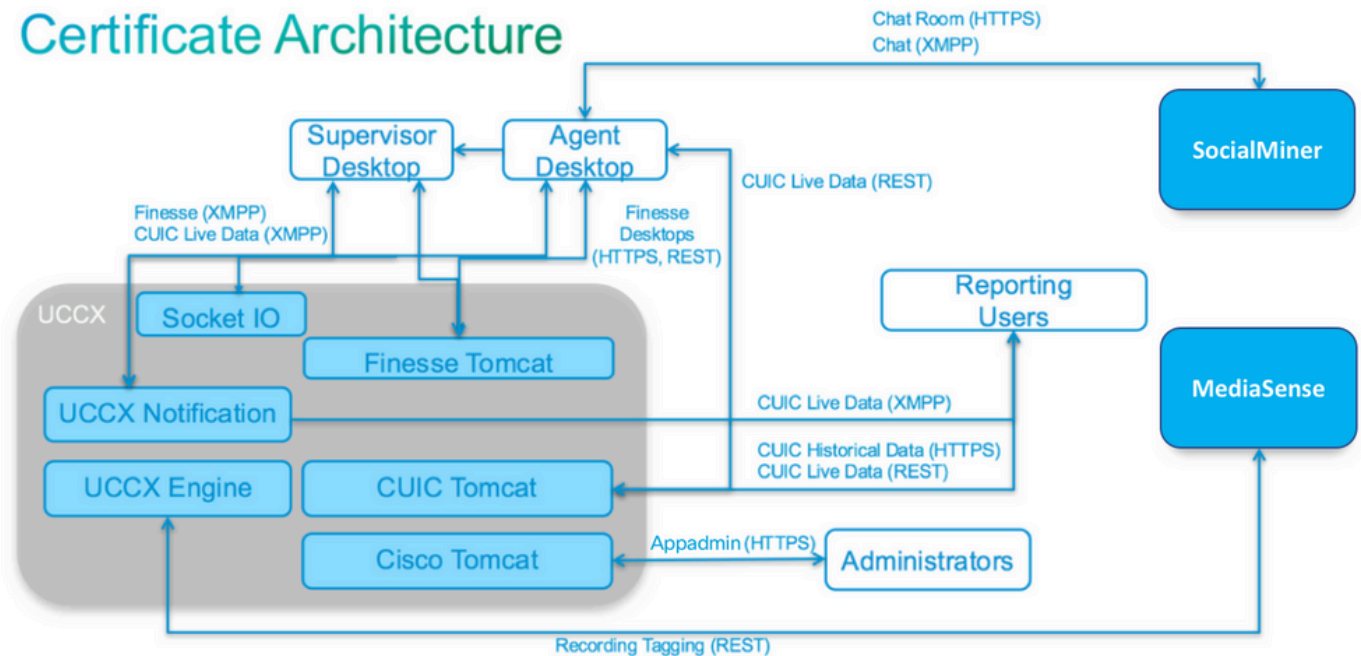 Certificate Architecture
Chat Room (HTTPS)
Chat (XMPP)
Supervisor
Desktop
Agent
Desktop
SocialMiner
CUIC Live Data (REST)
Finesse (XMPP)
CUIC Live Data (XMPP)
Finesse
Desktops
(HTTPS, REST)
UCCX
Socket IO
Reporting
Users
Finesse Tomcat
MediaSense
UCCX Notification
CUIC Live Data (XMPP)
CUIC Historical Data (HTTPS)
CUIC Live Data (REST)
UCCX Engine
CUIC Tomcat
Cisco Tomcat
Appadmin (HTTPS)
Administrators
Recording Tagging (REST)